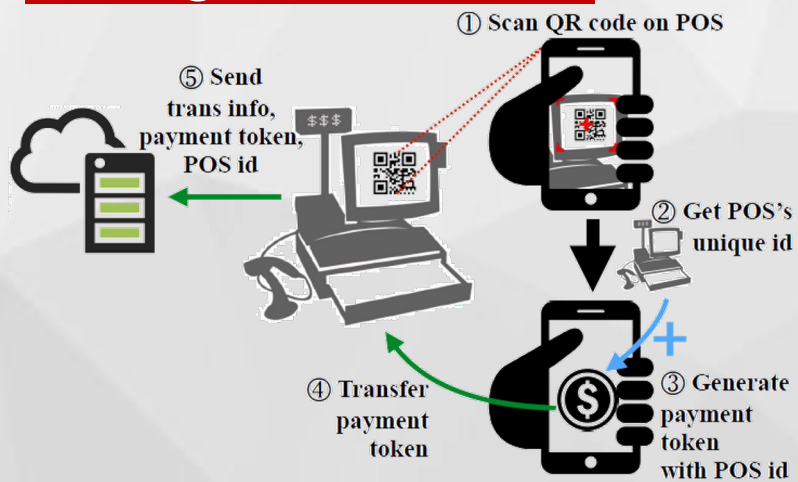 ① Scan QR code on POS
⑤ Send
trans info,
payment token,
POS id
$$$
② Get POS's
unique id
$
④ Transfer
payment
token
③ Generate
payment
token
with POS id